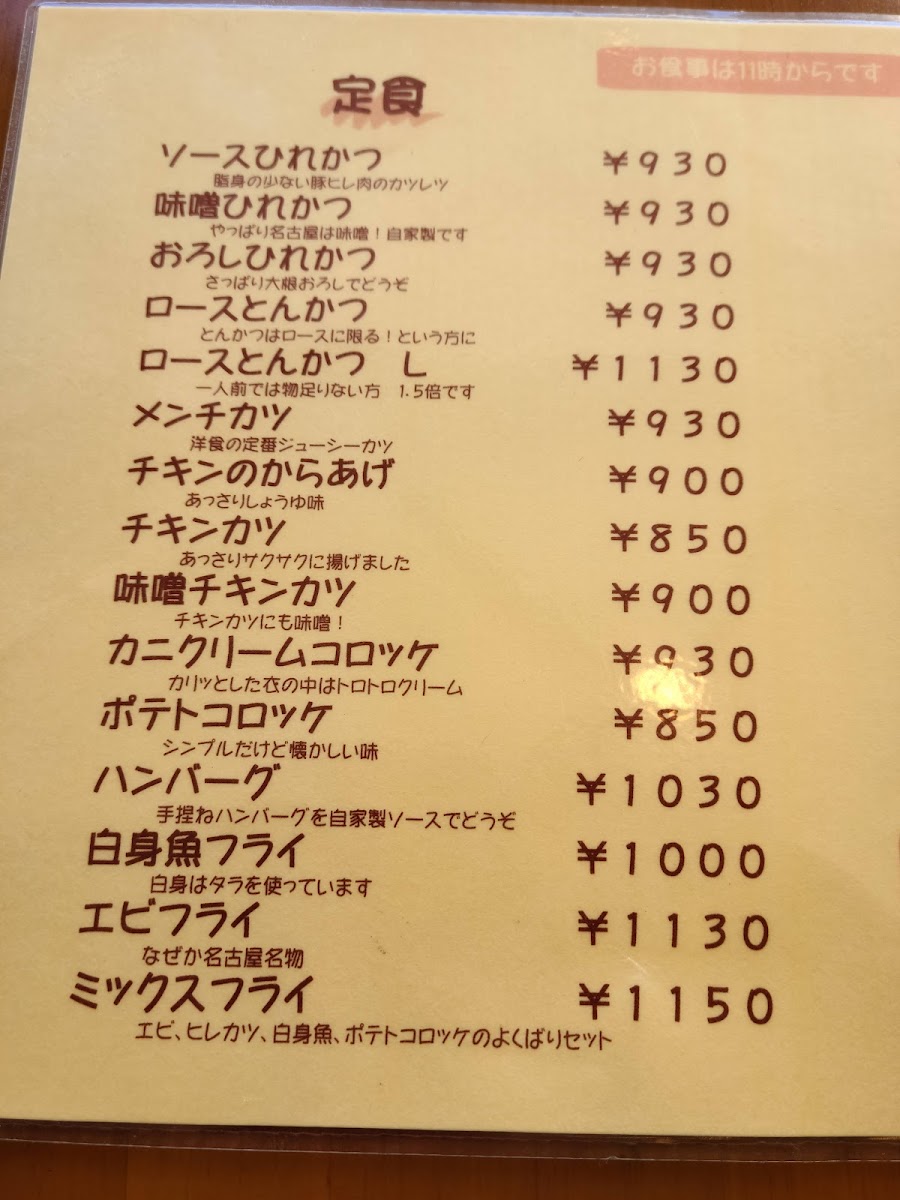 お食事は11時からです
定食
ソースひれかつ ￥930
脂身の少ない豚ヒレ肉のカツレツ
味噌ひれかつ ￥930
やっぱり名古屋は味噌！自家製です
おろしひれかつ ￥930
さっぱり大根おろしでどうぞ
ロースとんかつ ￥930
とんかつはロースに限る！という方に
ロースとんかつ L ￥1130
一人前では物足りない方 1.5倍です
メンチカツ ￥930
洋食の定番ジューシーカツ
チキンのからあげ ￥900
あっさりしょうゆ味
チキンカツ ￥850
あっさりサクサクに揚げました
味噌チキンカツ ￥900
チキンカツにも味噌！
カニクリームコロッケ ￥930
カリッとした衣の中はトロトロクリーム
ポテトコロッケ ￥850
シンプルだけど懐かしい味
ハンバーグ ￥1030
手捏ねハンバーグを自家製ソースでどうぞ
白身魚フライ ￥1000
白身はタラを使っています
エビフライ ￥1130
なぜか名古屋名物
ミックスフライ ￥1150
エビ、ヒレカツ、白身魚、ポテトコロッケのよくばりセット